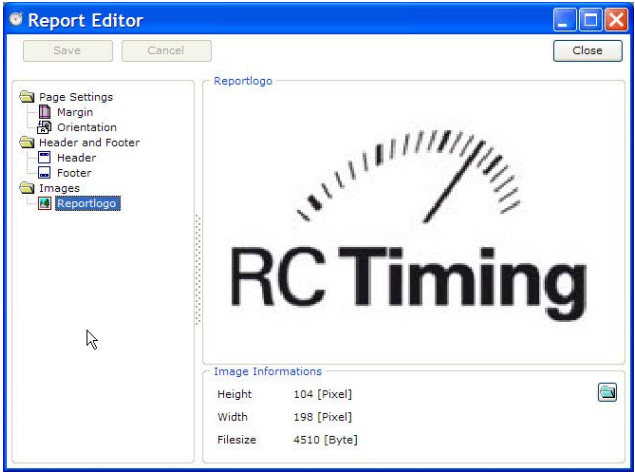 Report Editor
Save Cancel Close
Page Settings
Margin
Orientation
Header and Footer
Header
Footer
Images
Reportlogo
Reportlogo
RC Timing
Image Informations
Height 104 [Pixel]
Width 198 [Pixel]
Filesize 4510 [Byte]